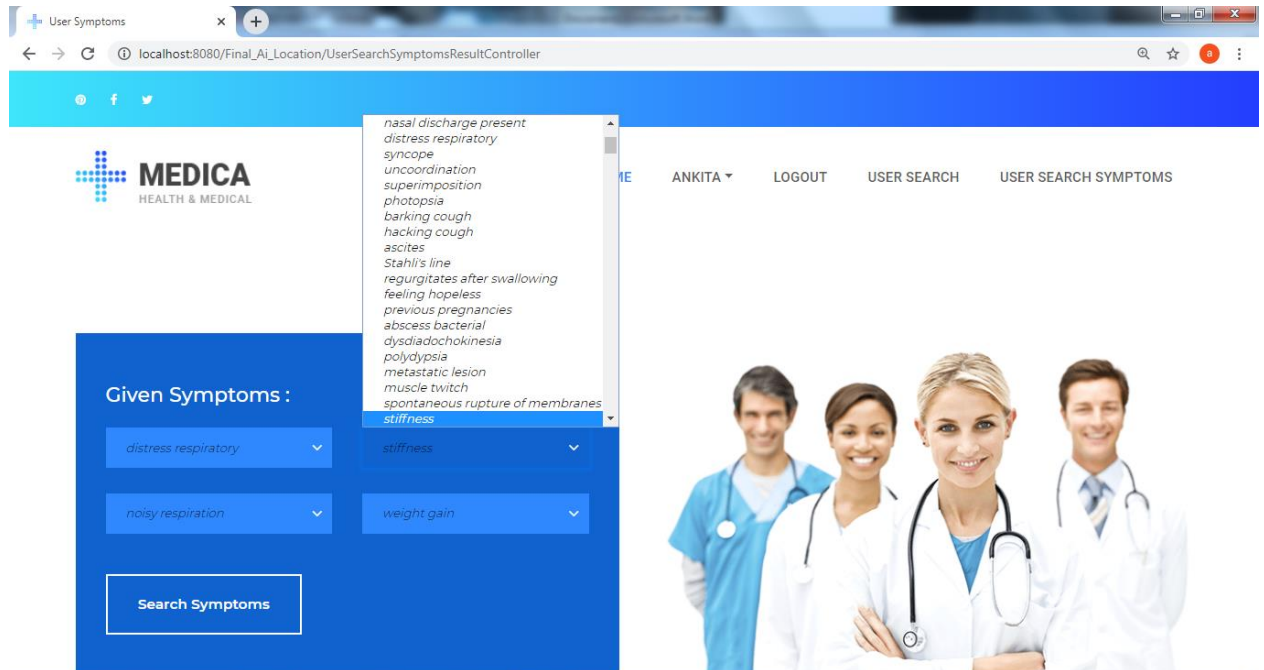 User Symptoms
localhost:8080/Final_Ai_Location/UserSearchSymptomsResultController
a
MEDICA
HEALTH & MEDICAL
ANKITA
LOGOUT
USER SEARCH
USER SEARCH SYMPTOMS
nasal discharge present
distress respiratory
syncope
uncoordination
superimposition
photopsia
barking cough
hacking cough
ascites
Stahli's line
regurgitates after swallowing
feeling hopeless
previous pregnancies
abscess bacterial
dysdiadochokinesia
polydypsia
metastatic lesion
muscle twitch
spontaneous rupture of membranes
stiffness
Given Symptoms :
distress respiratory
stiffness
noisy respiration
weight gain
Search Symptoms